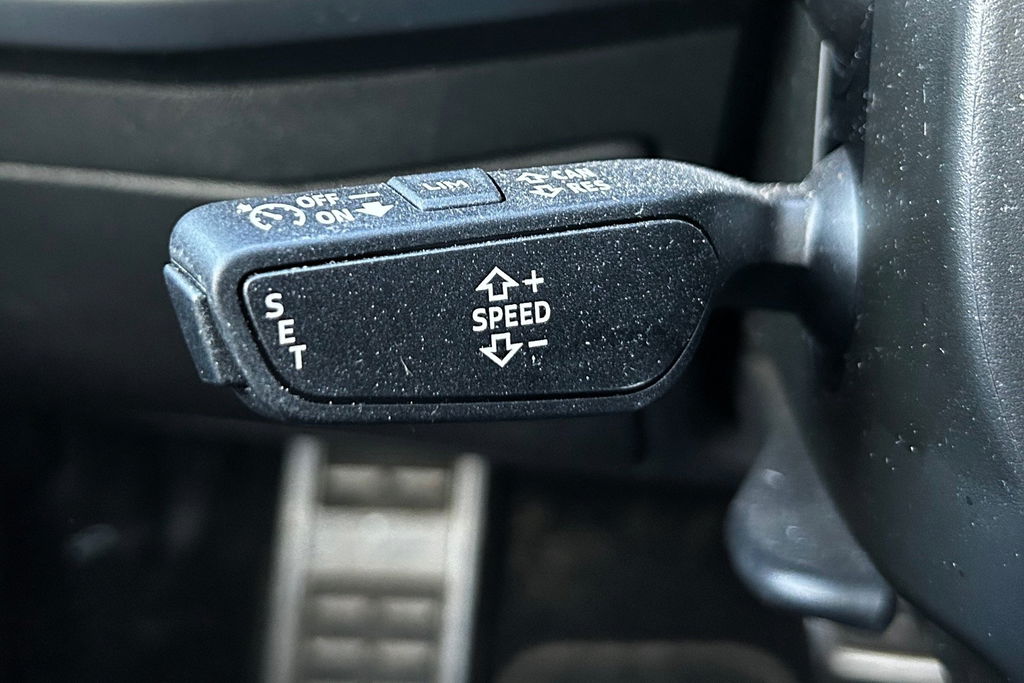 OFF
ON
LIM
CAN
RES
SET
+
SPEED
-